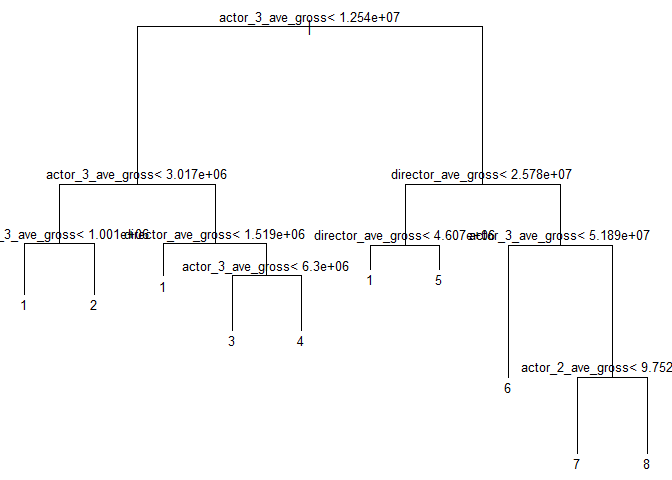 actor_3_ave_gross< 1.254e+07
actor_3_ave_gross< 3.017e+06
director_ave_gross< 2.578e+07
_3_ave_gross< 1.001e+06
director_ave_gross< 1.519e+06
director_ave_gross< 4.607e+06
actor_3_ave_gross< 5.189e+07
actor_3_ave_gross< 6.3e+06
1
2
1
3
4
1
5
6
actor_2_ave_gross< 9.752
7
8